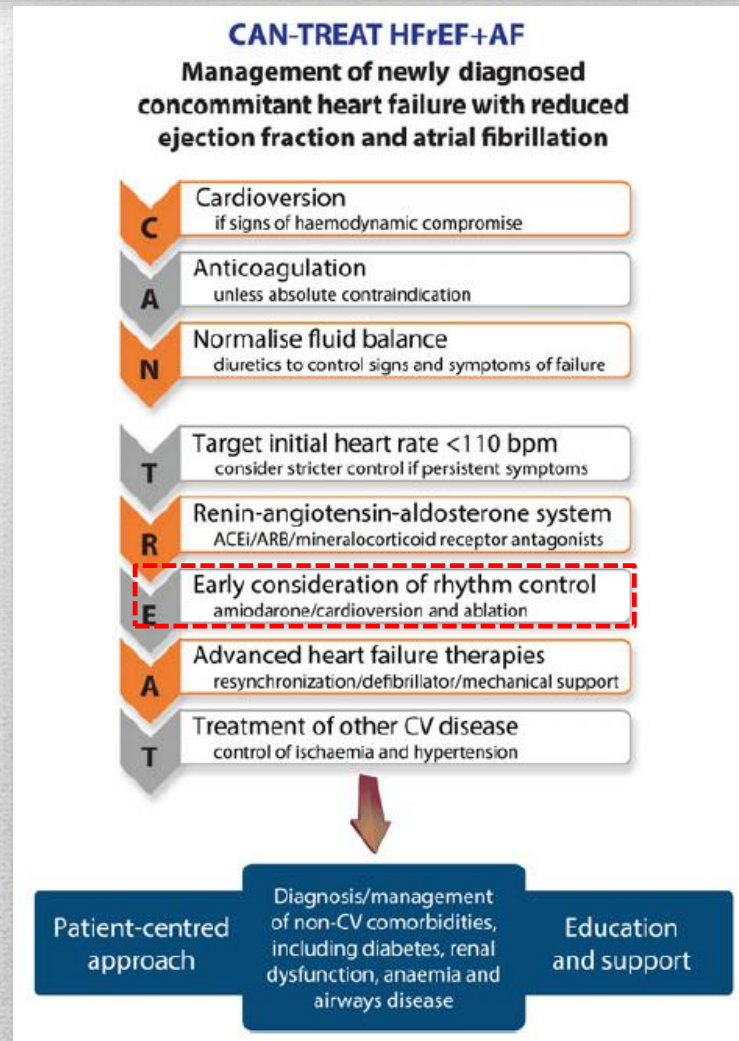 CAN-TREAT HFrEF+AF
Management of newly diagnosed
concommitant heart failure with reduced
ejection fraction and atrial fibrillation
C
Cardioversion
if signs of haemodynamic compromise
A
Anticoagulation
unless absolute contraindication
N
Normalise fluid balance
diuretics to control signs and symptoms of failure
T
Target initial heart rate <110 bpm
consider stricter control if persistent symptoms
R
Renin-angiotensin-aldosterone system
ACEi/ARB/mineralocorticoid receptor antagonists
E
Early consideration of rhythm control
amiodarone/cardioversion and ablation
A
Advanced heart failure therapies
resynchronization/defibrillator/mechanical support
T
Treatment of other CV disease
control of ischaemia and hypertension
Patient-centred
approach
Diagnosis/management
of non-CV comorbidities,
including diabetes, renal
dysfunction, anaemia and
airways disease
Education
and support